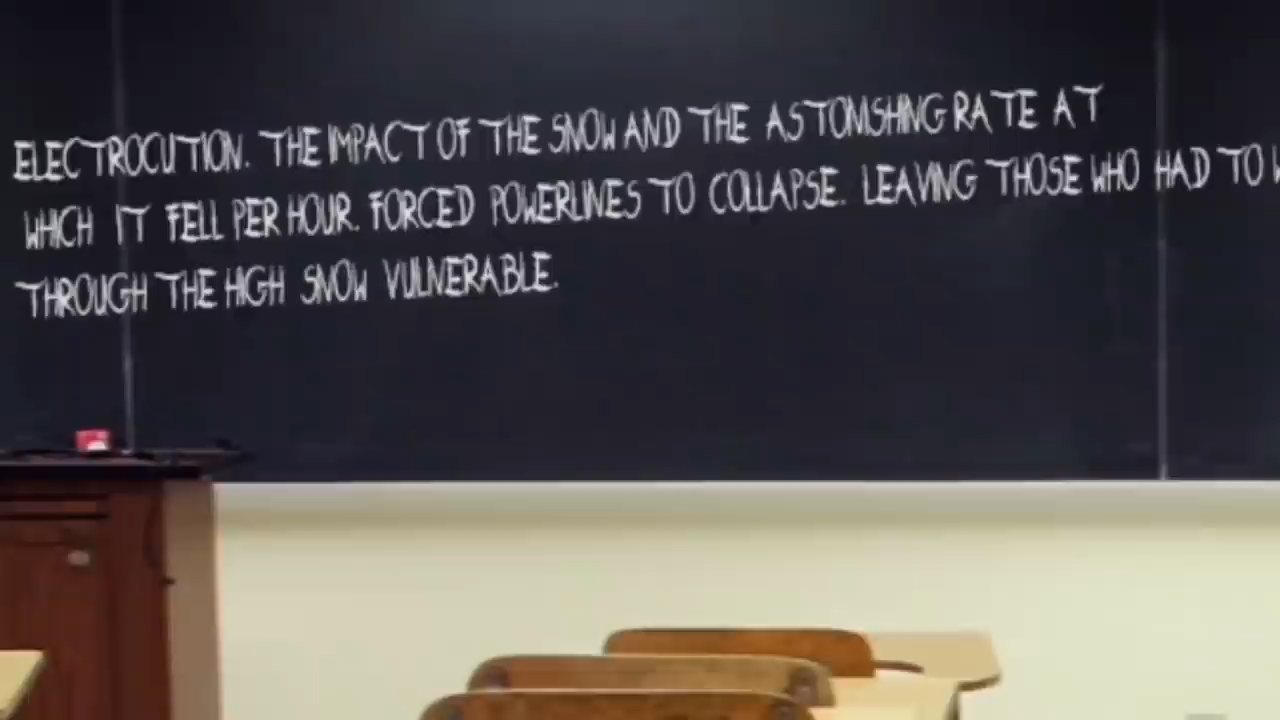 ELECTROCUTION. THE IMPACT OF THE SNOW AND THE ASTONISHING RATE AT
WHICH IT FELL PER HOUR. FORCED POWERLINES TO COLLAPSE. LEAVING THOSE WHO HAD TO
THROUGH THE HIGH SNOW VULNERABLE.